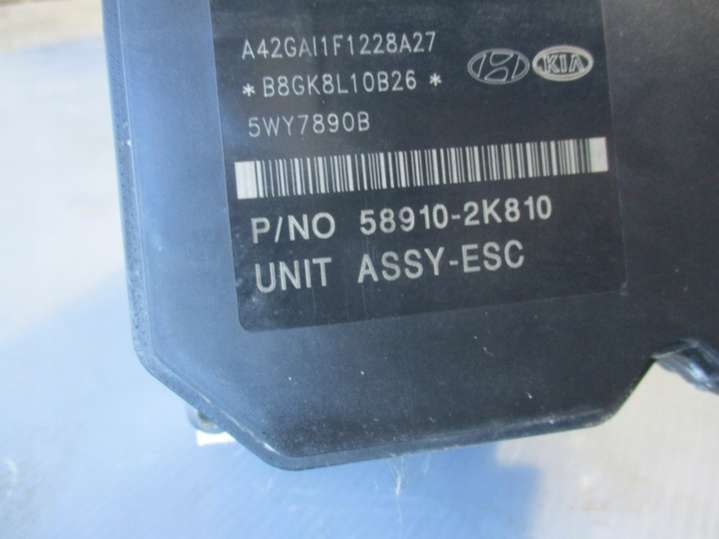 A42GAI1F1228A27
*B8GK8L10B26*
KIA
5WY7890B
P/NO 58910-2K810
UNIT ASSY-ESC